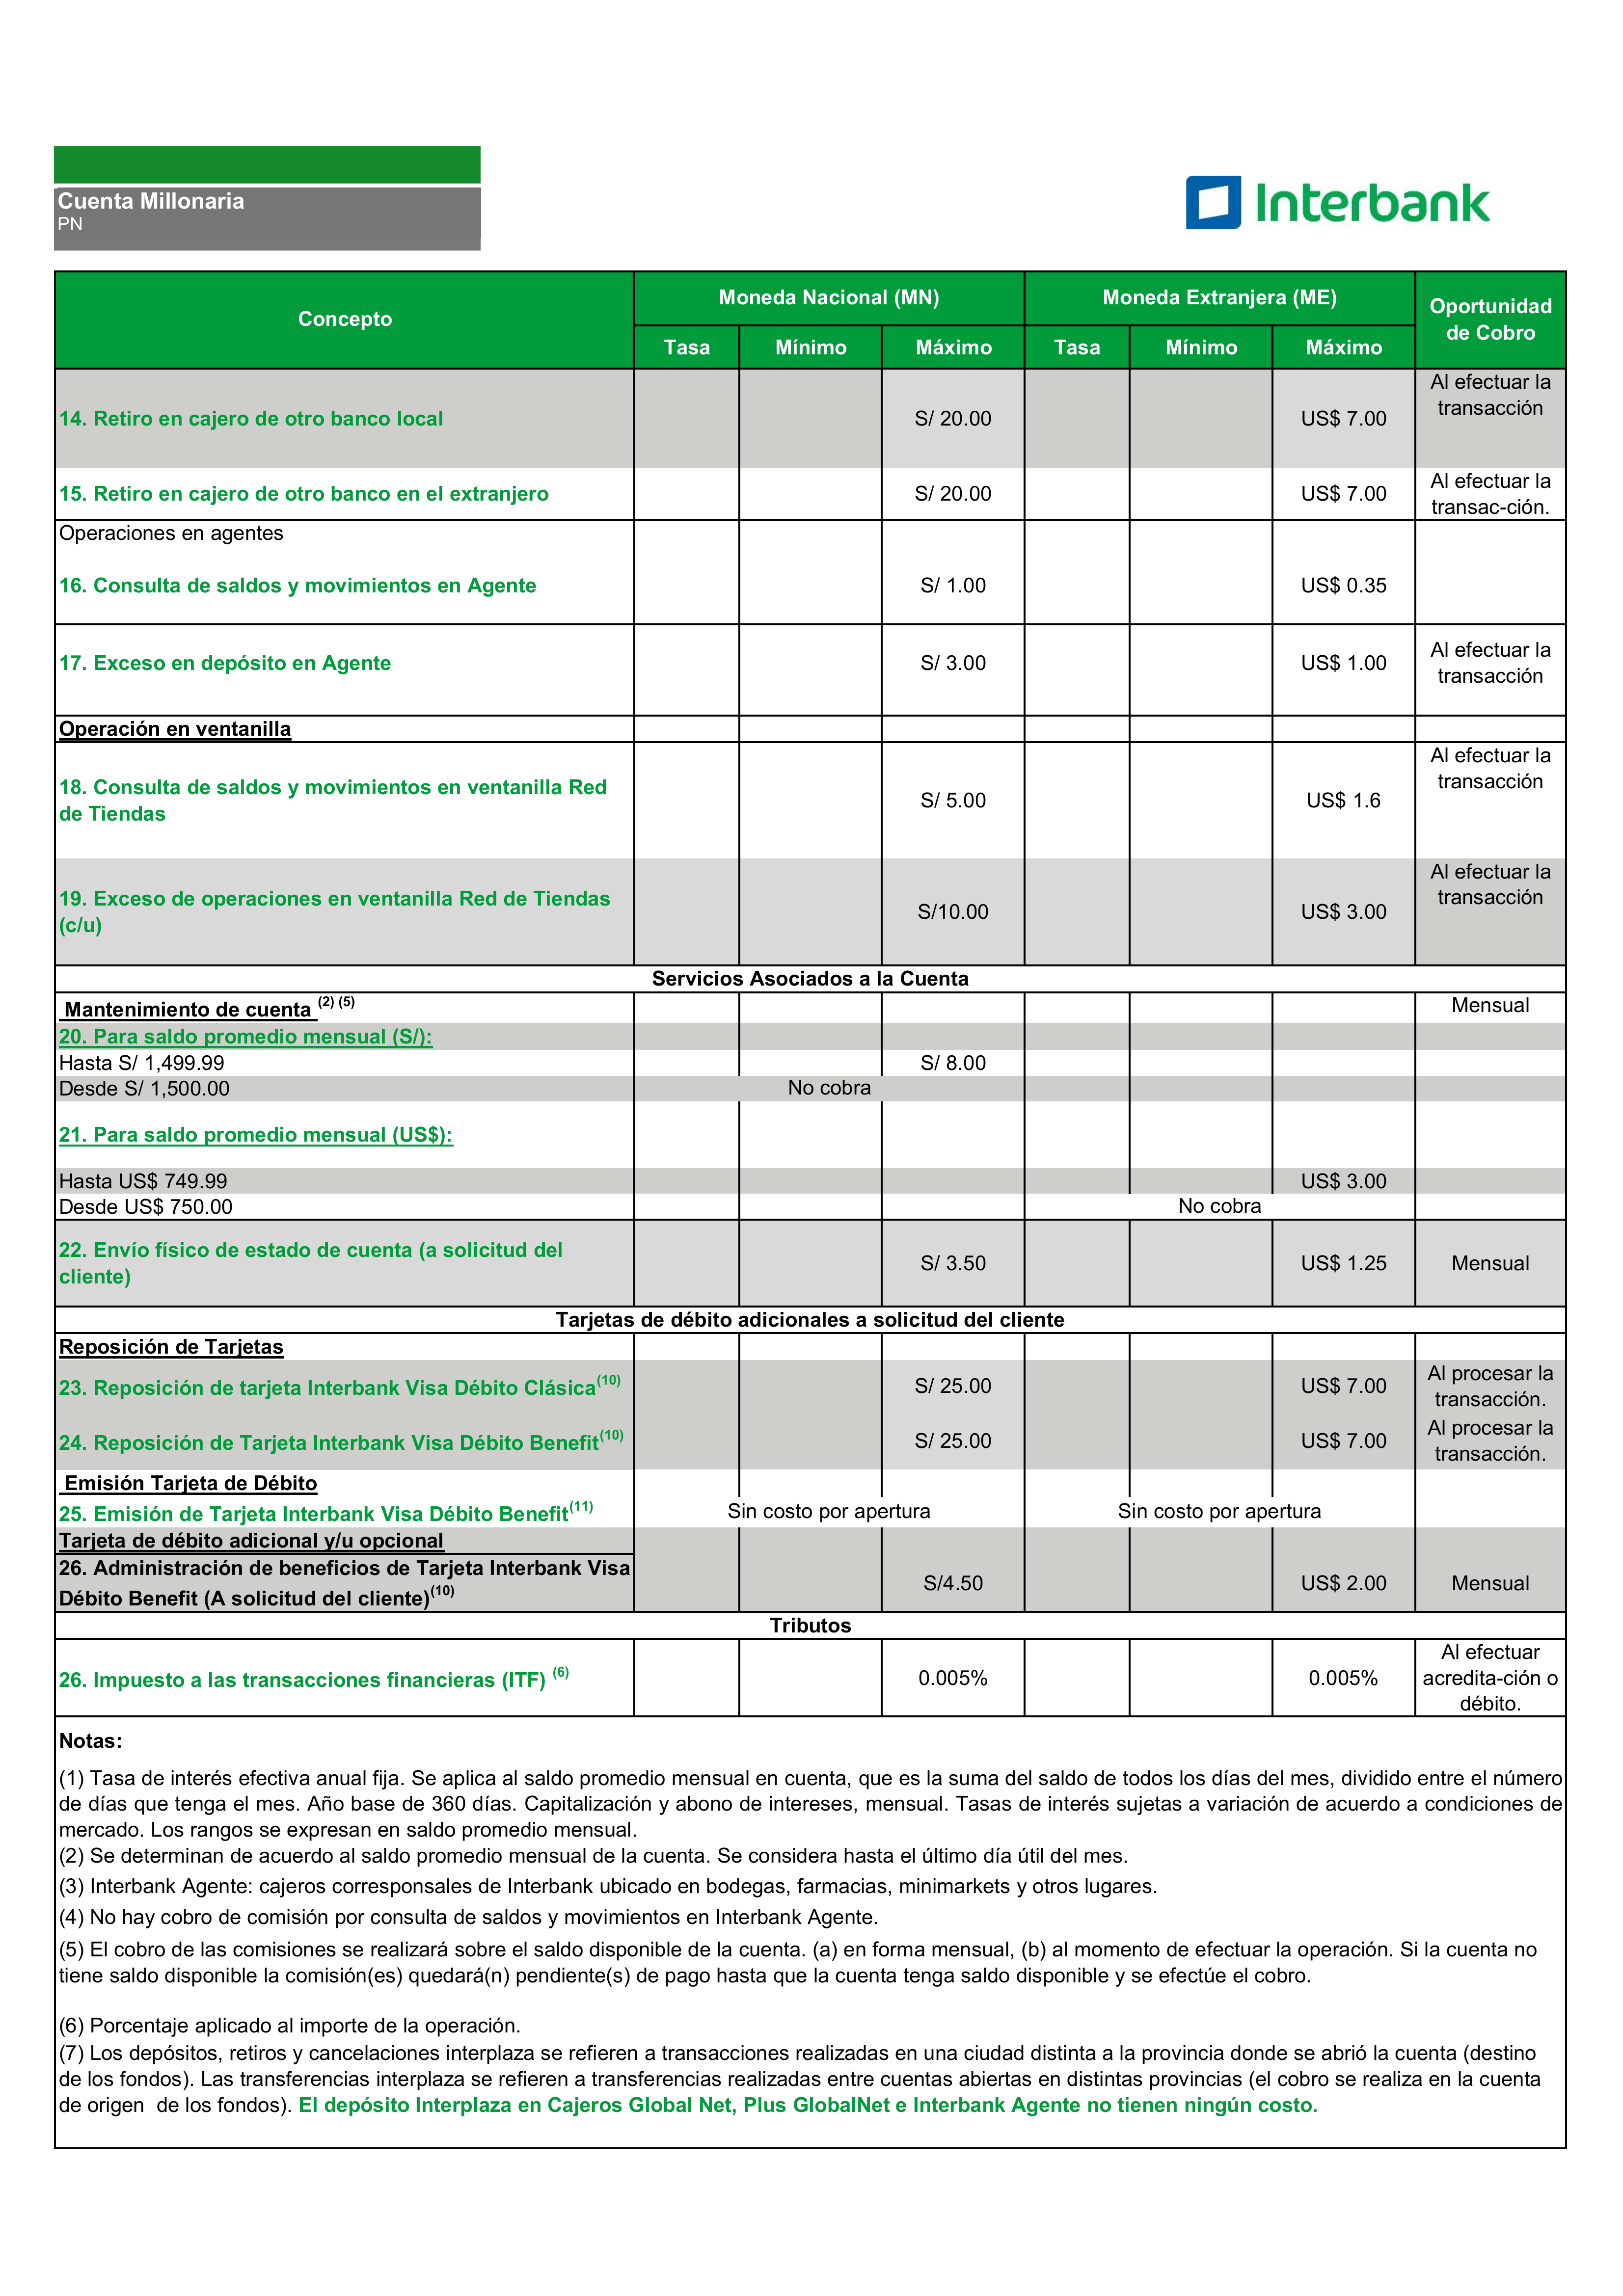 Cuenta Millonaria
PN
Interbank
Concepto
Moneda Nacional (MN)
Moneda Extranjera (ME)
Oportunidad
de Cobro
Tasa
Mínimo
Máximo
Tasa
Mínimo
Máximo
14. Retiro en cajero de otro banco local
S/ 20.00
US$ 7.00
Al efectuar la
transacción
15. Retiro en cajero de otro banco en el extranjero
S/ 20.00
US$ 7.00
Al efectuar la
transac-ción.
Operaciones en agentes
16. Consulta de saldos y movimientos en Agente
S/ 1.00
US$ 0.35
17. Exceso en depósito en Agente
S/ 3.00
US$ 1.00
Al efectuar la
transacción
Operación en ventanilla
18. Consulta de saldos y movimientos en ventanilla Red
de Tiendas
S/ 5.00
US$ 1.6
Al efectuar la
transacción
19. Exceso de operaciones en ventanilla Red de Tiendas
(c/u)
S/10.00
US$ 3.00
Al efectuar la
transacción
Servicios Asociados a la Cuenta
Mantenimiento de cuenta (2) (5)
Mensual
20. Para saldo promedio mensual (S/):
Hasta S/ 1,499.99
S/ 8.00
Desde S/ 1,500.00
No cobra
21. Para saldo promedio mensual (US$):
Hasta US$ 749.99
US$ 3.00
Desde US$ 750.00
No cobra
22. Envío físico de estado de cuenta (a solicitud del
cliente)
S/ 3.50
US$ 1.25
Mensual
Tarjetas de débito adicionales a solicitud del cliente
Reposición de Tarjetas
23. Reposición de tarjeta Interbank Visa Débito Clásica(10)
S/ 25.00
US$ 7.00
Al procesar la
transacción.
24. Reposición de Tarjeta Interbank Visa Débito Benefit(10)
S/ 25.00
US$ 7.00
Al procesar la
transacción.
Emisión Tarjeta de Débito
25. Emisión de Tarjeta Interbank Visa Débito Benefit(11)
Sin costo por apertura
Sin costo por apertura
Tarjeta de débito adicional y/u opcional
26. Administración de beneficios de Tarjeta Interbank Visa
Débito Benefit (A solicitud del cliente)(10)
S/4.50
US$ 2.00
Mensual
Tributos
26. Impuesto a las transacciones financieras (ITF) (6)
0.005%
0.005%
Al efectuar
acredita-ción o
débito.
Notas:
(1) Tasa de interés efectiva anual fija. Se aplica al saldo promedio mensual en cuenta, que es la suma del saldo de todos los días del mes, dividido entre el número
de días que tenga el mes. Año base de 360 días. Capitalización y abono de intereses, mensual. Tasas de interés sujetas a variación de acuerdo a condiciones de
mercado. Los rangos se expresan en saldo promedio mensual.
(2) Se determinan de acuerdo al saldo promedio mensual de la cuenta. Se considera hasta el último día útil del mes.
(3) Interbank Agente: cajeros corresponsales de Interbank ubicado en bodegas, farmacias, minimarkets y otros lugares.
(4) No hay cobro de comisión por consulta de saldos y movimientos en Interbank Agente.
(5) El cobro de las comisiones se realizará sobre el saldo disponible de la cuenta. (a) en forma mensual, (b) al momento de efectuar la operación. Si la cuenta no
tiene saldo disponible la comisión(es) quedará(n) pendiente(s) de pago hasta que la cuenta tenga saldo disponible y se efectúe el cobro.
(6) Porcentaje aplicado al importe de la operación.
(7) Los depósitos, retiros y cancelaciones interplaza se refieren a transacciones realizadas en una ciudad distinta a la provincia donde se abrió la cuenta (destino
de los fondos). Las transferencias interplaza se refieren a transferencias realizadas entre cuentas abiertas en distintas provincias (el cobro se realiza en la cuenta
de origen  de los fondos). El depósito Interplaza en Cajeros Global Net, Plus GlobalNet e Interbank Agente no tienen ningún costo.